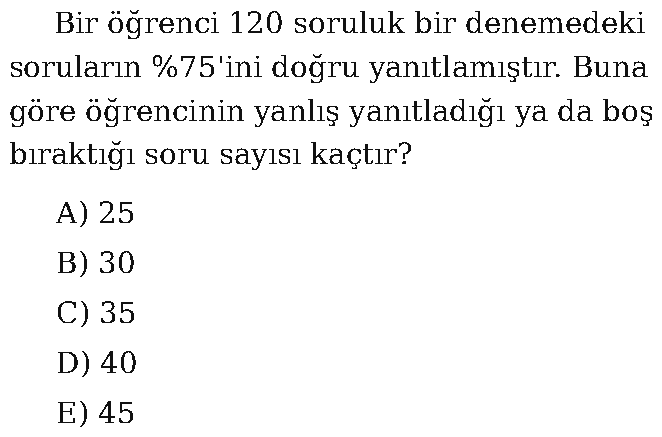 Bir öğrenci 120 soruluk bir denemedeki
soruların %75'ini doğru yanıtlamıştır. Buna
göre öğrencinin yanlış yanıtladığı ya da boş
bıraktığı soru sayısı kaçtır?
A) 25
B) 30
C) 35
D) 40
E) 45